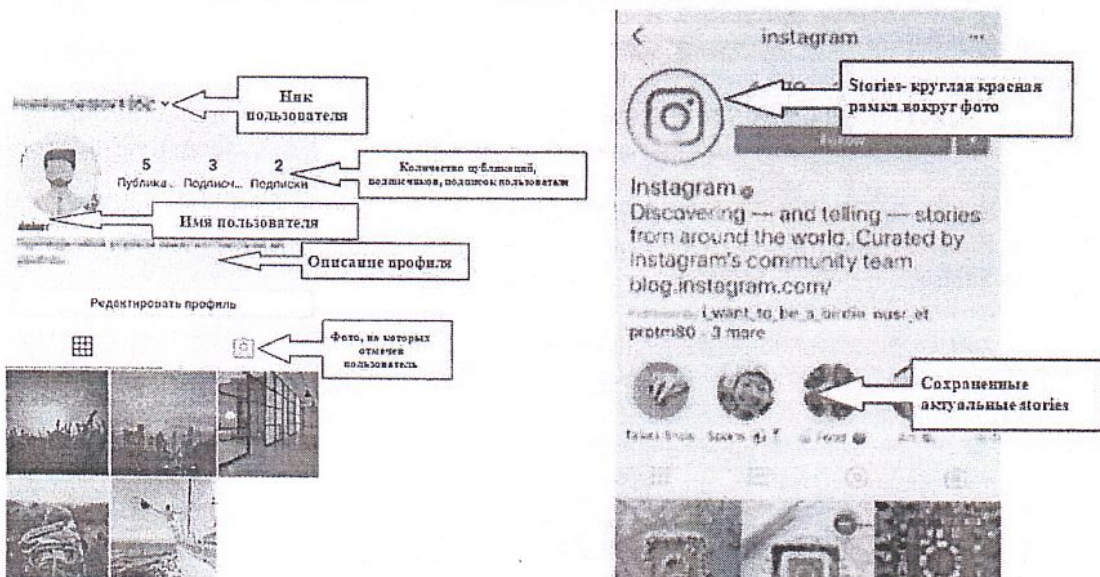 Ник
пользователя
5 3 2
Публика... Подписч... Подписки
Количество публикаций,
подписчиков, подписок пользователя
Имя пользователя
Описание профиля
Редактировать профиль
Фото, на которых
отмечен
пользователь
instagram
Stories- круглая красная
рамка вокруг фото
Follow
Instagram
Discovering — and telling — stories
from around the world. Curated by
Instagram's community team
blog.instagram.com/
i_want_to_be_a_birdie
protm80 - 3 more
Сохраненные
актуальные stories
Sports
Food